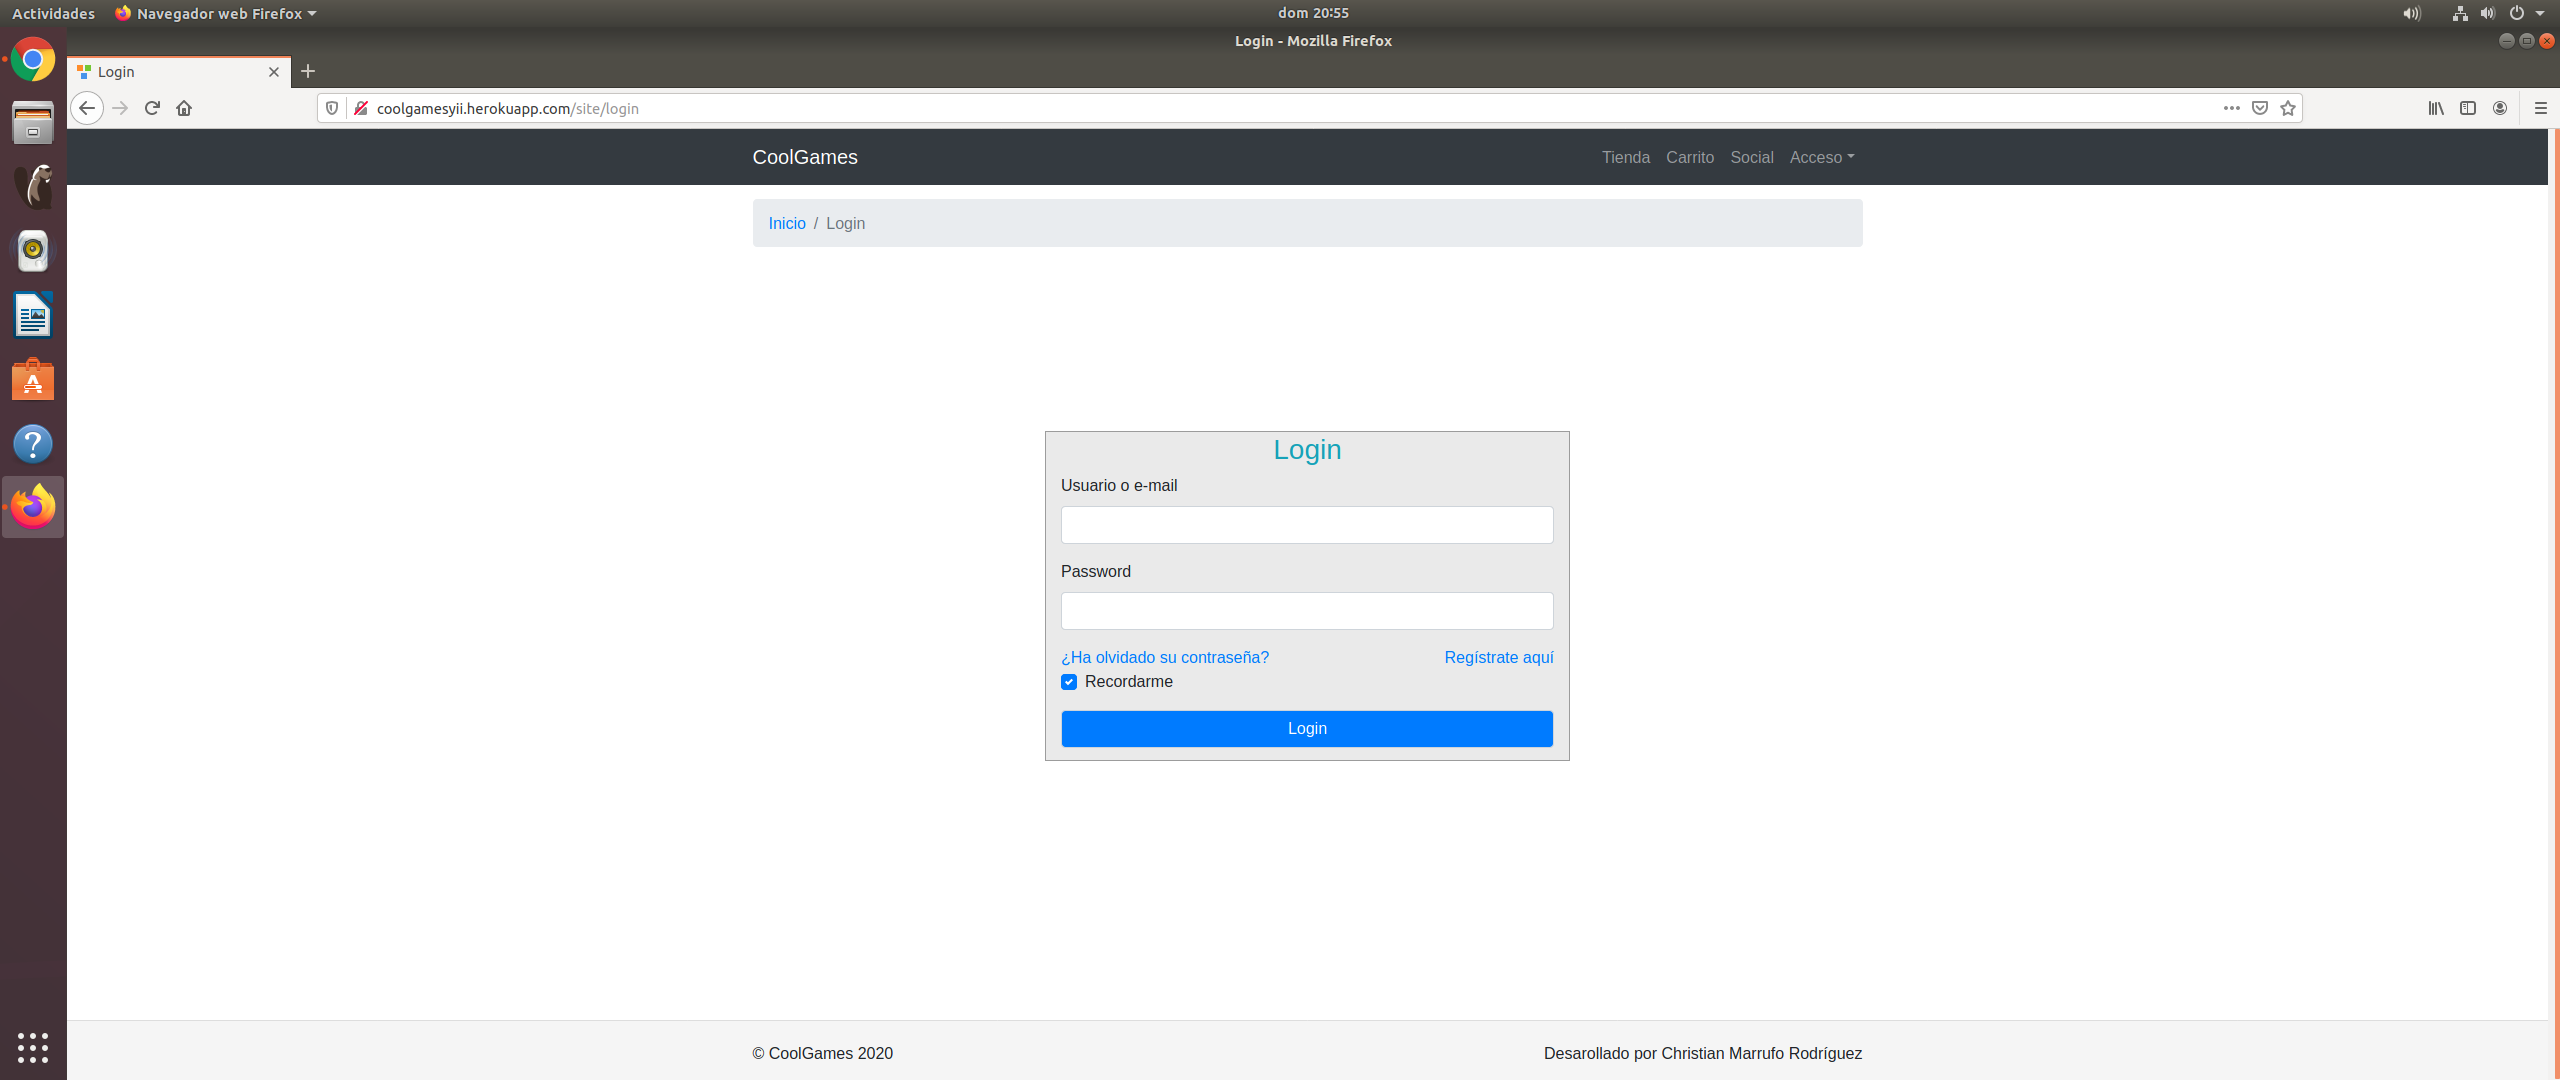 Actividades Navegador web Firefox dom 20:55
Login - Mozilla Firefox
Login
coolgamesyii.herokuapp.com/site/login
CoolGames Tienda Carrito Social Acceso
Inicio / Login
Login
Usuario o e-mail
Password
¿Ha olvidado su contraseña? Regístrate aquí
Recordarme
Login
© CoolGames 2020 Desarollado por Christian Marrufo Rodríguez